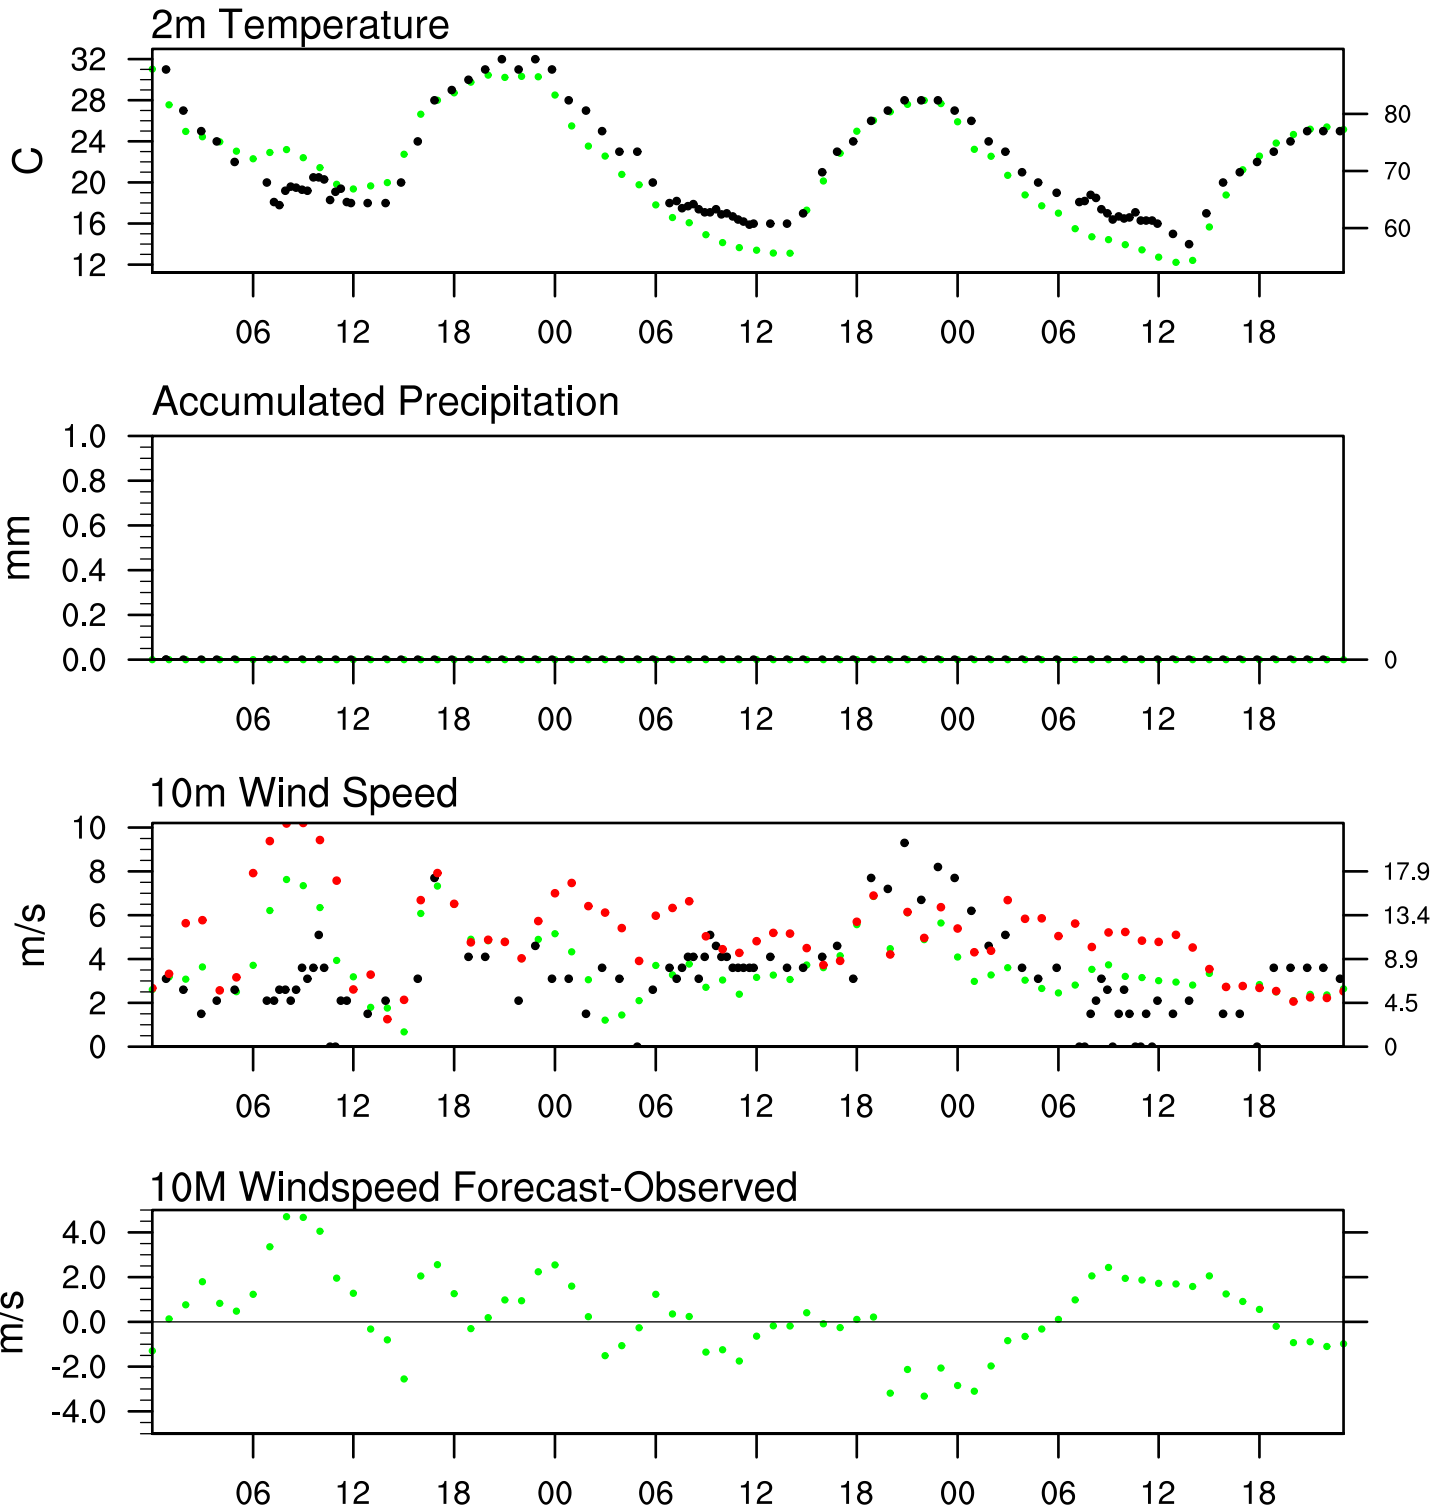 2m Temperature
32
28
24
20
16
12
C
80
70
60
06 12 18 00 06 12 18 00 06 12 18
Accumulated Precipitation
1.0
0.8
0.6
0.4
0.2
0.0
mm
0
06 12 18 00 06 12 18 00 06 12 18
10m Wind Speed
10
8
6
4
2
0
m/s
17.9
13.4
8.9
4.5
0
06 12 18 00 06 12 18 00 06 12 18
10M Windspeed Forecast-Observed
4.0
2.0
0.0
-2.0
-4.0
m/s
06 12 18 00 06 12 18 00 06 12 18